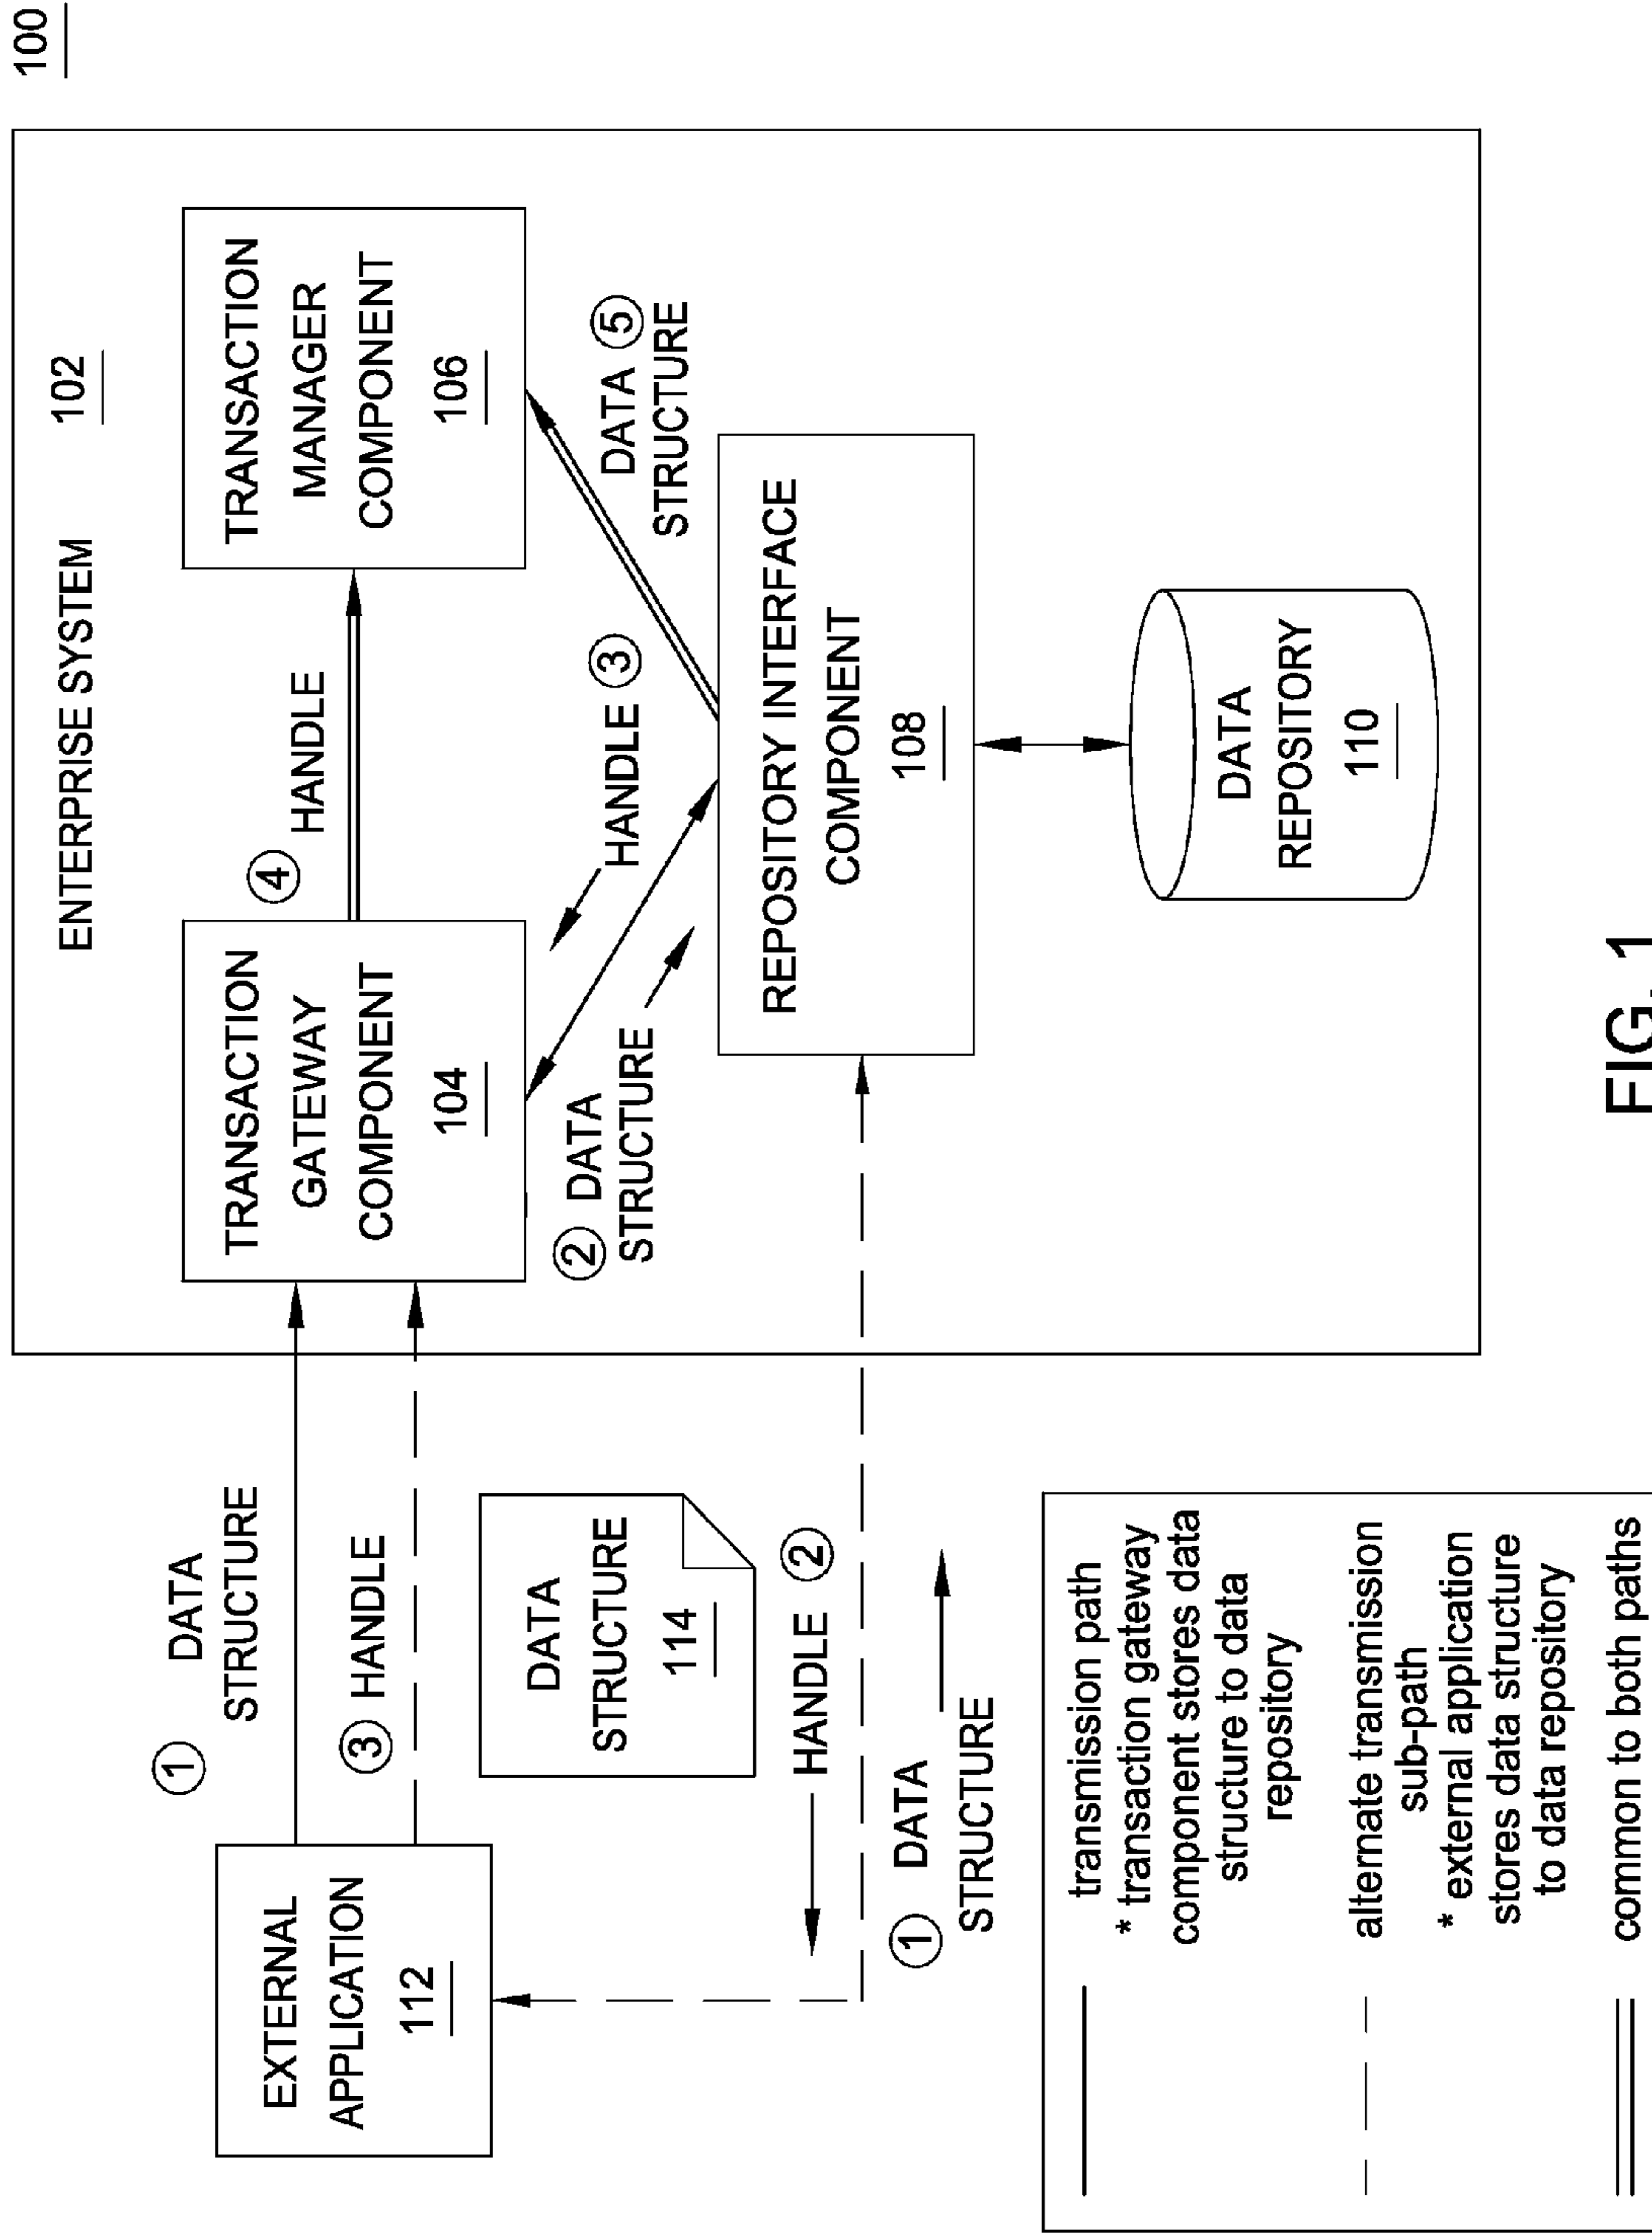 100
ENTERPRISE SYSTEM
102
① DATA
STRUCTURE
④
HANDLE
EXTERNAL
APPLICATION
112
③ HANDLE
TRANSACTION
GATEWAY
COMPONENT
104
TRANSACTION
MANAGER
COMPONENT
106
DATA
STRUCTURE
114
② DATA
STRUCTURE
HANDLE ③
DATA ⑤
STRUCTURE
HANDLE ②
① DATA
STRUCTURE
REPOSITORY INTERFACE
COMPONENT
108
DATA
REPOSITORY
110
transmission path
* transaction gateway
component stores data
structure to data
repository
alternate transmission
sub-path
* external application
stores data structure
to data repository
common to both paths
FIG. 1